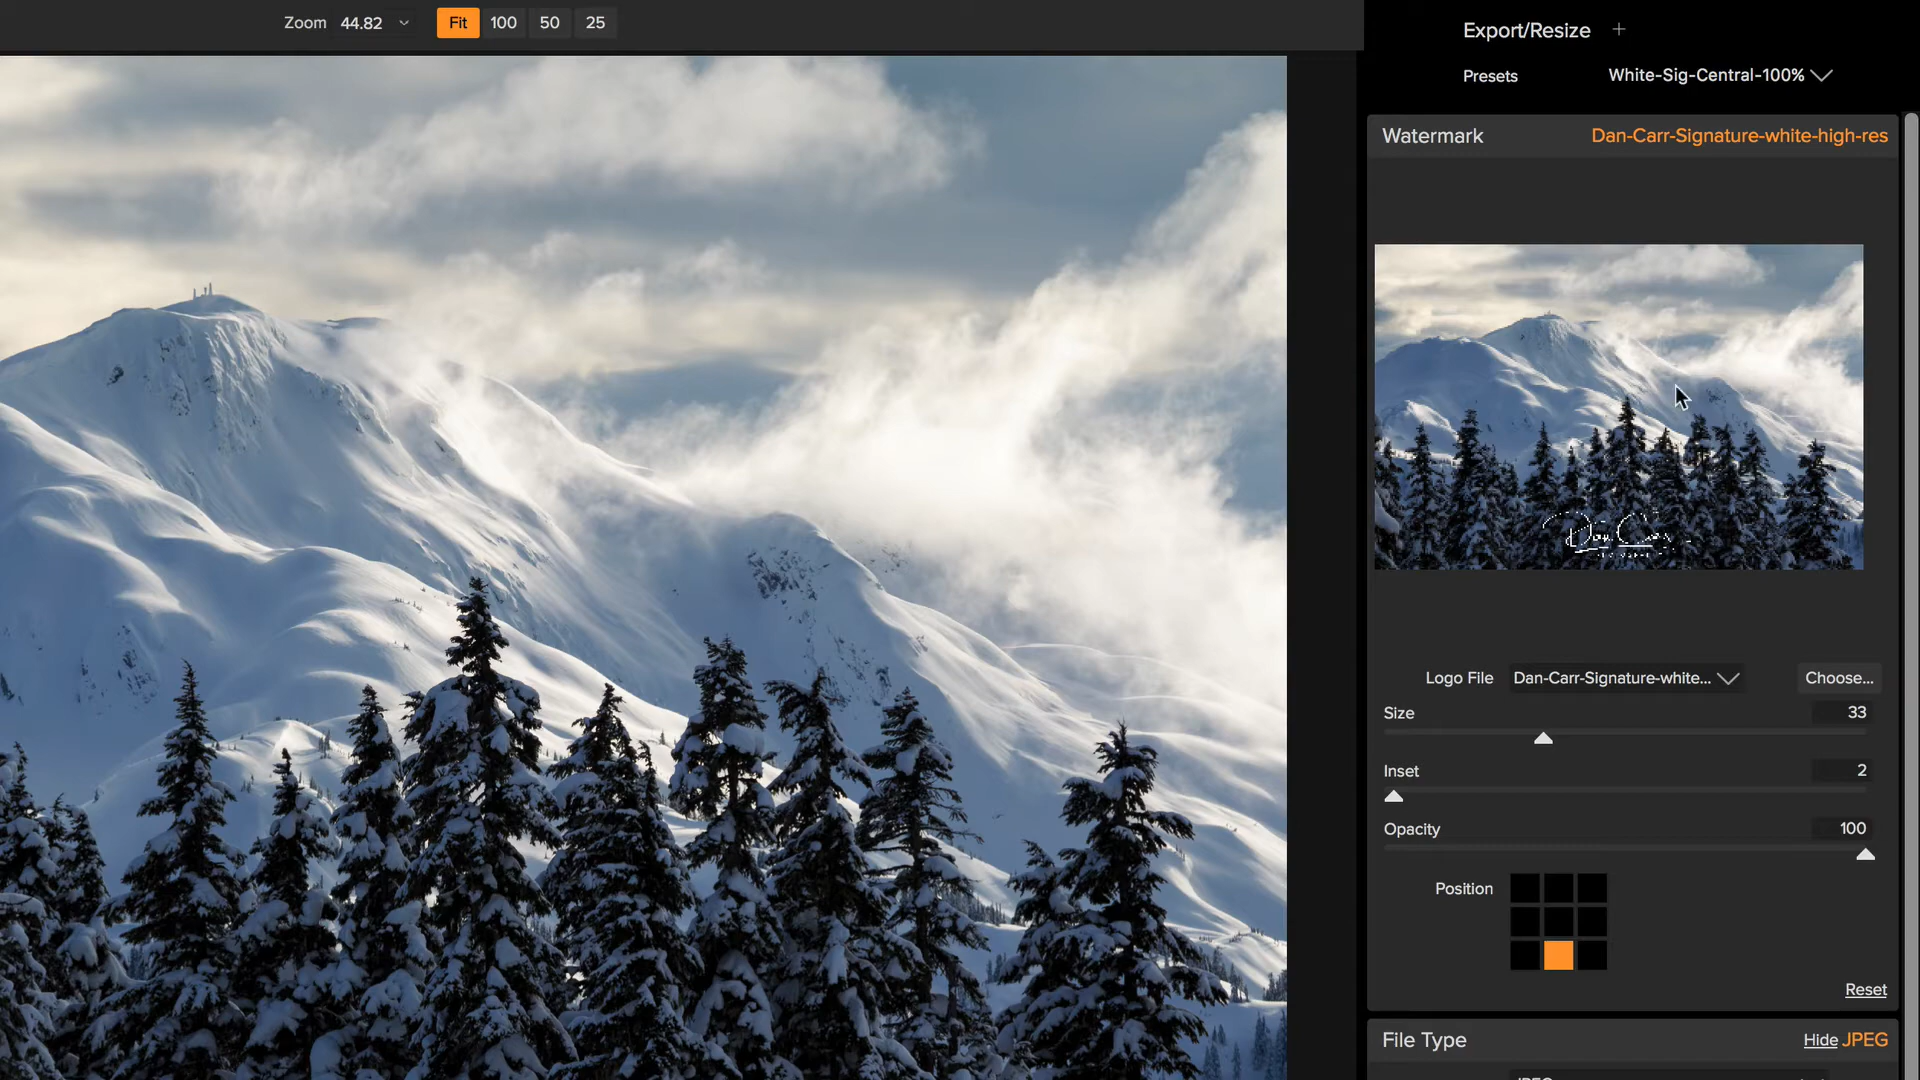 Zoom 44.82 Fit 100 50 25
Export/Resize +
Presets White-Sig-Central-100%
Watermark Dan-Carr-Signature-white-high-res
Dan Carr
Logo File Dan-Carr-Signature-white... Choose...
Size 33
Inset 2
Opacity 100
Position
Reset
File Type Hide JPEG